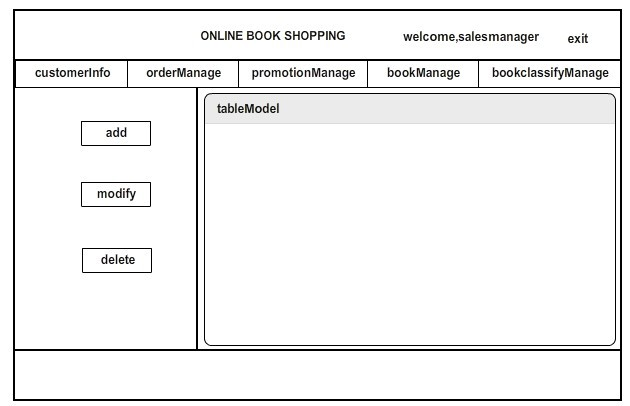 ONLINE BOOK SHOPPING welcome,salesmanager exit
customerInfo orderManage promotionManage bookManage bookclassifyManage
tableModel
add
modify
delete